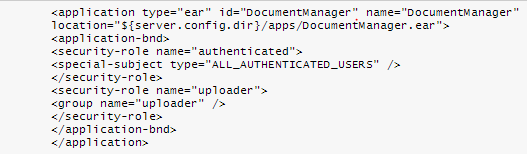 <application type="ear" id="DocumentManager" name="DocumentManager"
location="${server.config.dir}/apps/DocumentManager.ear">
<application-bnd>
<security-role name="authenticated">
<special-subject type="ALL_AUTHENTICATED_USERS" />
</security-role>
<security-role name="uploader">
<group name="uploader" />
</security-role>
</application-bnd>
</application>